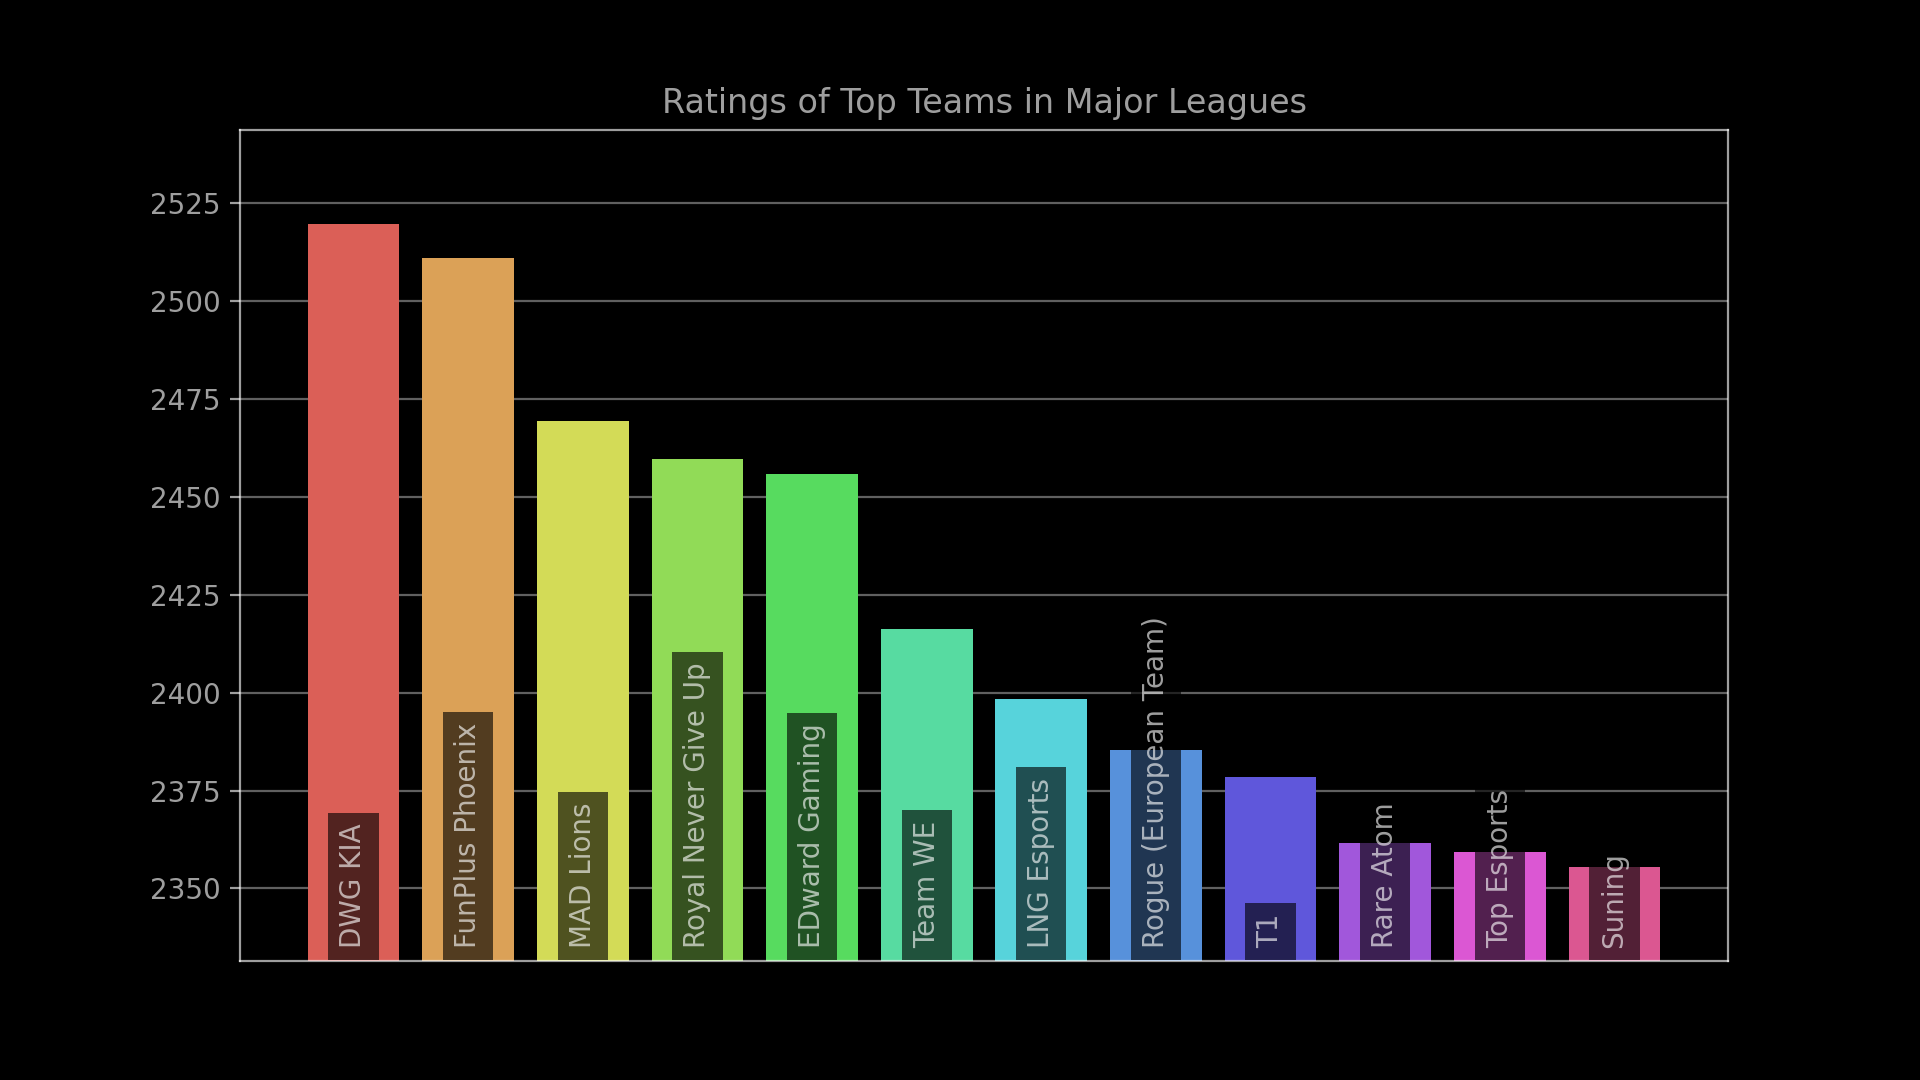 Ratings of Top Teams in Major Leagues
2525
2500
2475
2450
2425
2400
2375
2350
DWG KIA
FunPlus Phoenix
MAD Lions
Royal Never Give Up
EDward Gaming
Team WE
LNG Esports
Rogue (European Team)
T1
Rare Atom
Top Esports
Suning